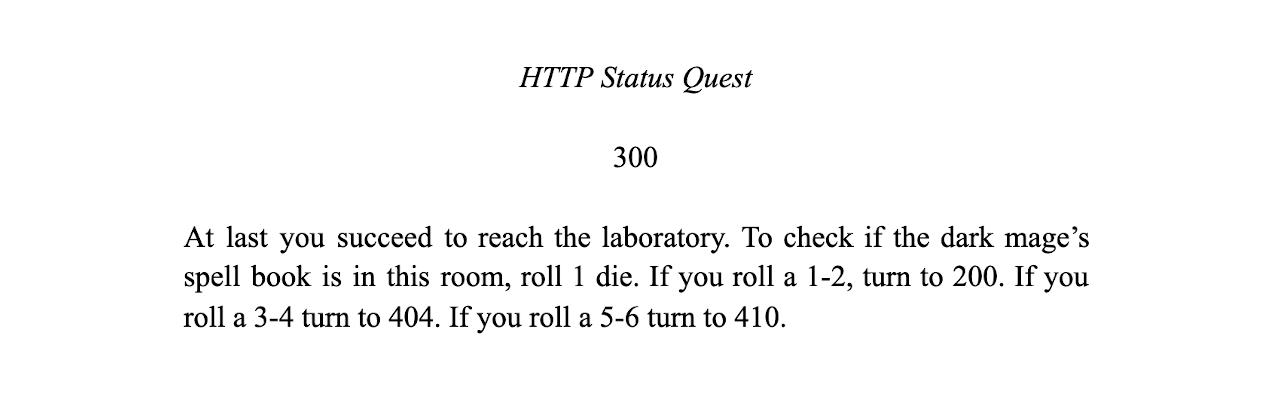 HTTP Status Quest
300
At last you succeed to reach the laboratory. To check if the dark mage’s
spell book is in this room, roll 1 die. If you roll a 1-2, turn to 200. If you
roll a 3-4 turn to 404. If you roll a 5-6 turn to 410.